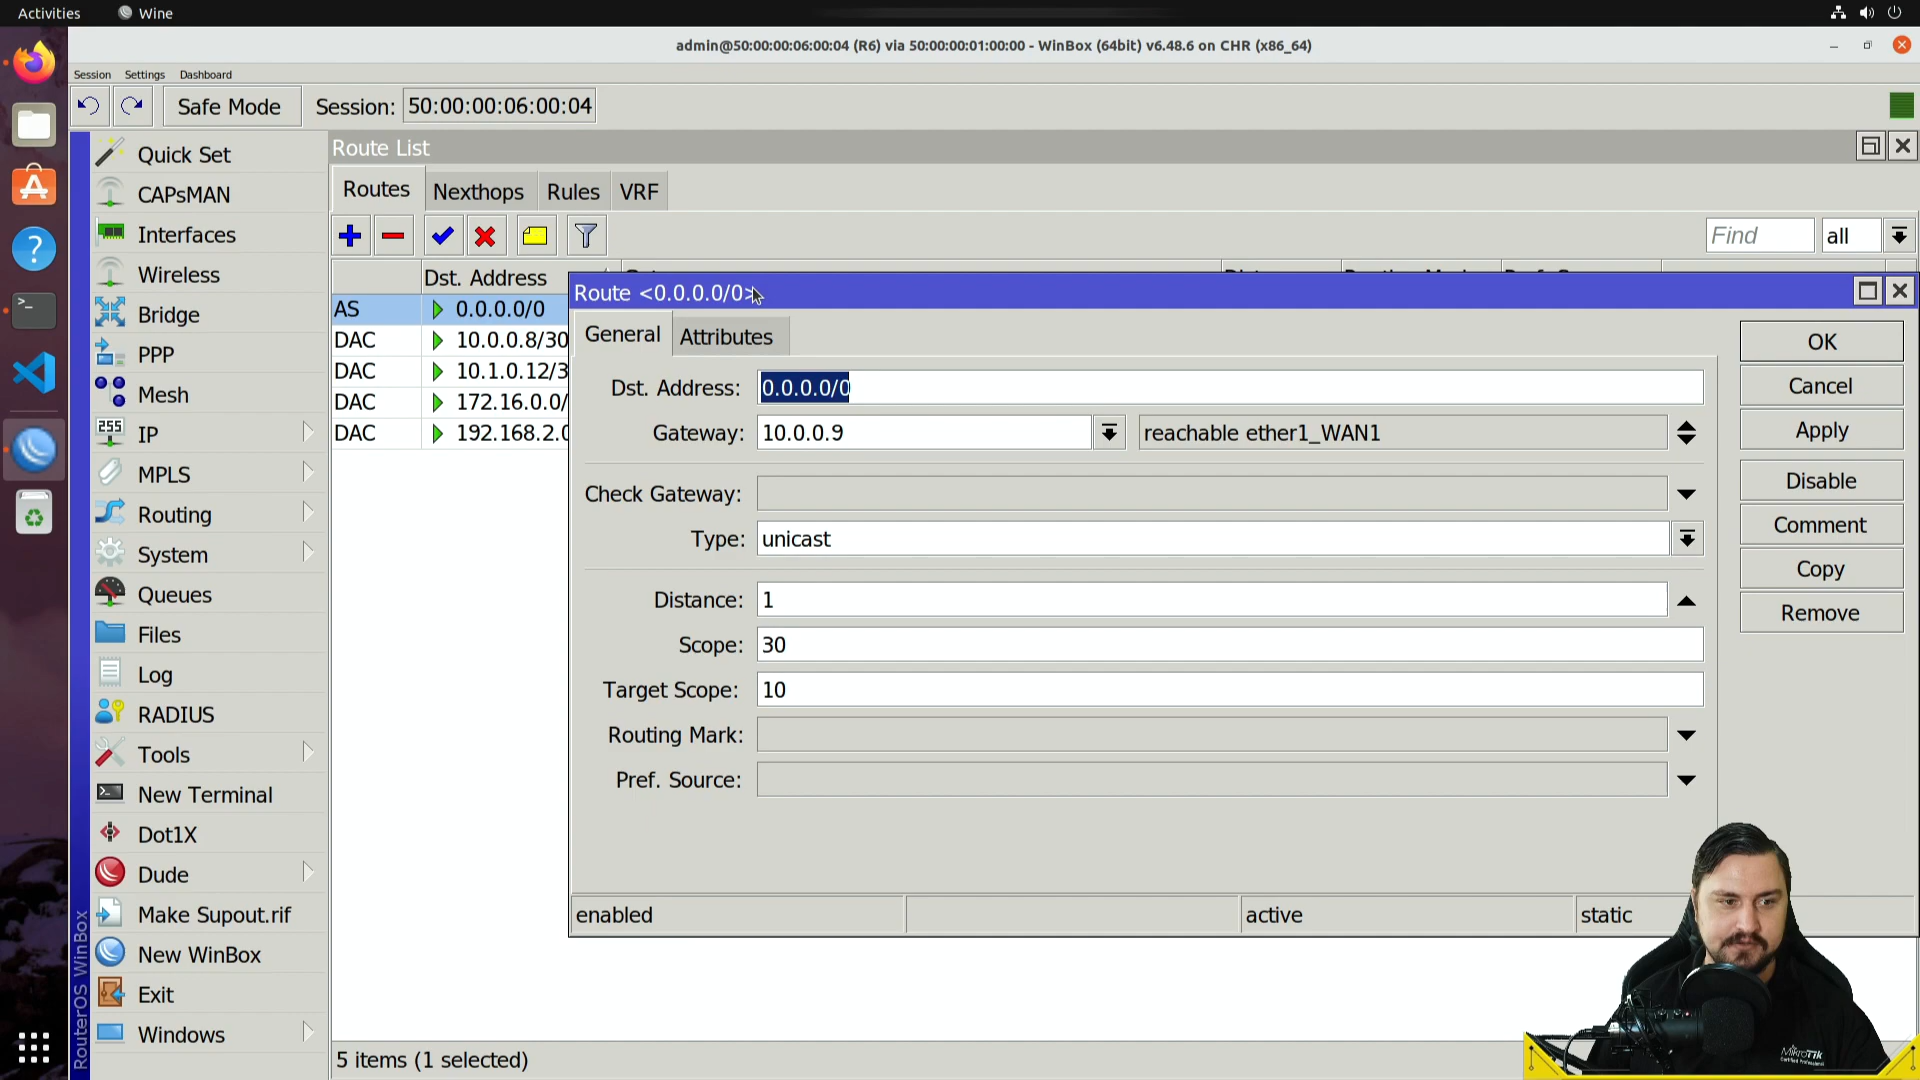 Activities
Wine
admin@50:00:00:06:00:04 (R6) via 50:00:00:01:00:00 - WinBox (64bit) v6.48.6 on CHR (x86_64)
Session Settings Dashboard
Safe Mode
Session: 50:00:00:06:00:04
Route List
Quick Set
CAPsMAN
Interfaces
Wireless
Bridge
PPP
Mesh
255
IP
MPLS
Routing
System
Queues
Files
Log
RADIUS
Tools
New Terminal
Dot1X
Dude
Make Supout.rif
New WinBox
Exit
Windows
RouterOS WinBox
Routes Nexthops Rules VRF
Find
all
Dst. Address
AS 0.0.0.0/0
DAC 10.0.0.8/30
DAC 10.1.0.12/3
DAC 172.16.0.0/
DAC 192.168.2.0
Route <0.0.0.0/0>
General Attributes
Dst. Address: 0.0.0.0/0
Gateway: 10.0.0.9 reachable ether1_WAN1
Check Gateway:
Type: unicast
Distance: 1
Scope: 30
Target Scope: 10
Routing Mark:
Pref. Source:
OK
Cancel
Apply
Disable
Comment
Copy
Remove
enabled
active
static
5 items (1 selected)
MikroTik
Certified Professional